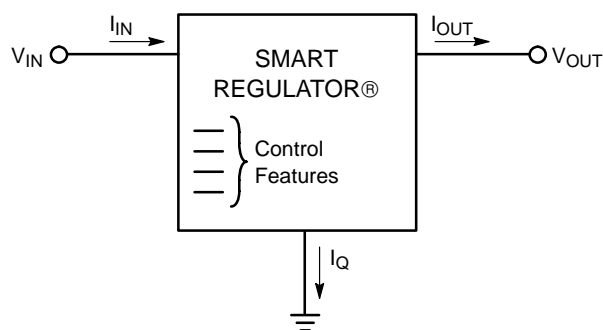 I_IN
I_OUT
V_IN
SMART
REGULATOR®
V_OUT
Control
Features
I_Q